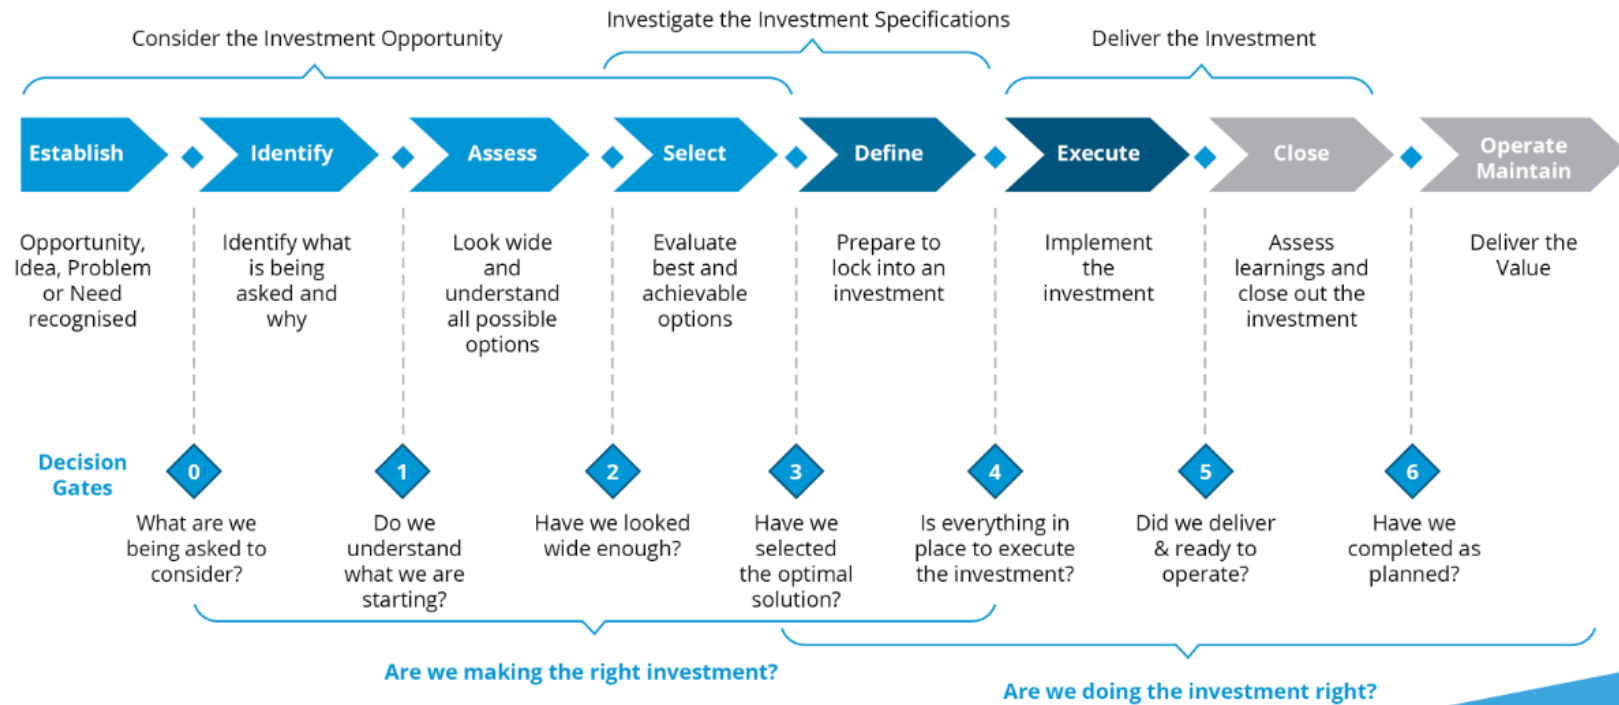 Consider the Investment Opportunity
Investigate the Investment Specifications
Deliver the Investment
Establish
Identify
Assess
Select
Define
Execute
Close
Operate
Maintain
Opportunity,
Idea, Problem
or Need
recognised
Identify what
is being
asked and
why
Look wide
and
understand
all possible
options
Evaluate
best and
achievable
options
Prepare to
lock into an
investment
Implement
the
investment
Assess
learnings and
close out the
investment
Deliver the
Value
Decision
Gates
0
What are we
being asked to
consider?
1
Do we
understand
what we are
starting?
2
Have we looked
wide enough?
3
Have we
selected
the optimal
solution?
4
Is everything in
place to execute
the investment?
5
Did we deliver
& ready to
operate?
6
Have we
completed as
planned?
Are we making the right investment?
Are we doing the investment right?